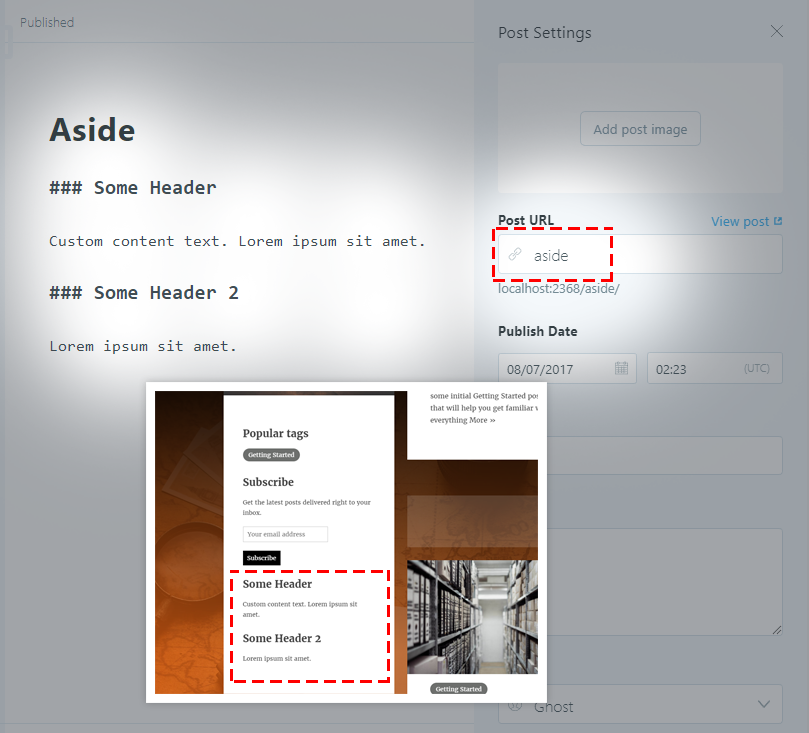 Published
Aside
### Some Header
Custom content text. Lorem ipsum sit amet.
### Some Header 2
Lorem ipsum sit amet.
Post Settings
Add post image
Post URL
View post
aside
localhost:2368/aside/
Publish Date
08/07/2017
02:23
(UTC)
Ghost
Popular tags
Getting Started
Subscribe
Get the latest posts delivered right to your
inbox.
Your email address
Subscribe
Some Header
Custom content text. Lorem ipsum sit
amet.
Some Header 2
Lorem ipsum sit amet.
some initial Getting Started
that will help you get familiar
everything More »
Getting Started